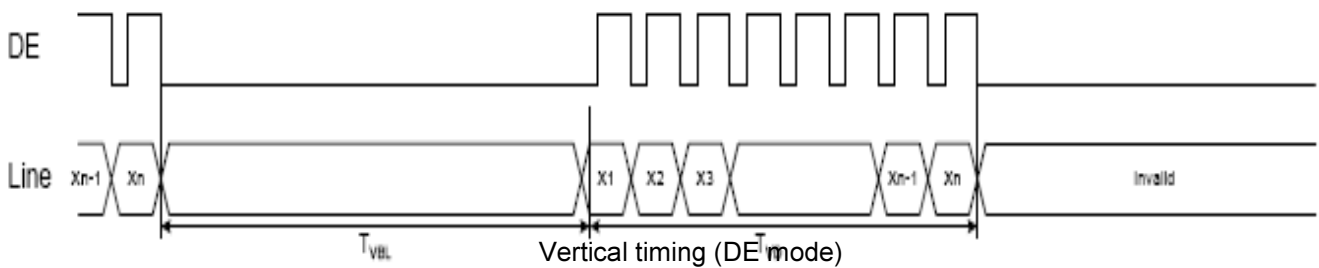 DE
Line Xn-1 Xn X1 X2 X3 Xn-1 Xn Invalid
TVBL
Vertical timing (DE mode)